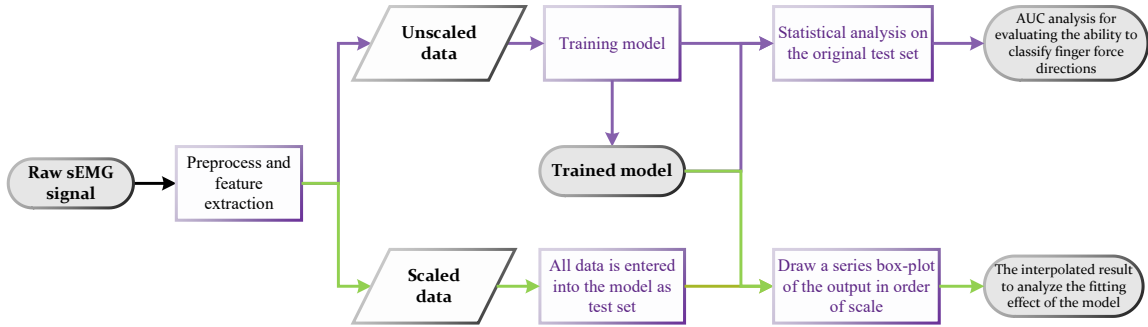 Raw sEMG
signal
Preprocess and
feature
extraction
Unscaled
data
Training model
Statistical analysis on
the original test set
AUC analysis for
evaluating the ability to
classify finger force
directions
Trained model
Scaled
data
All data is entered
into the model as
test set
Draw a series box-plot
of the output in order
of scale
The interpolated result
to analyze the fitting
effect of the model